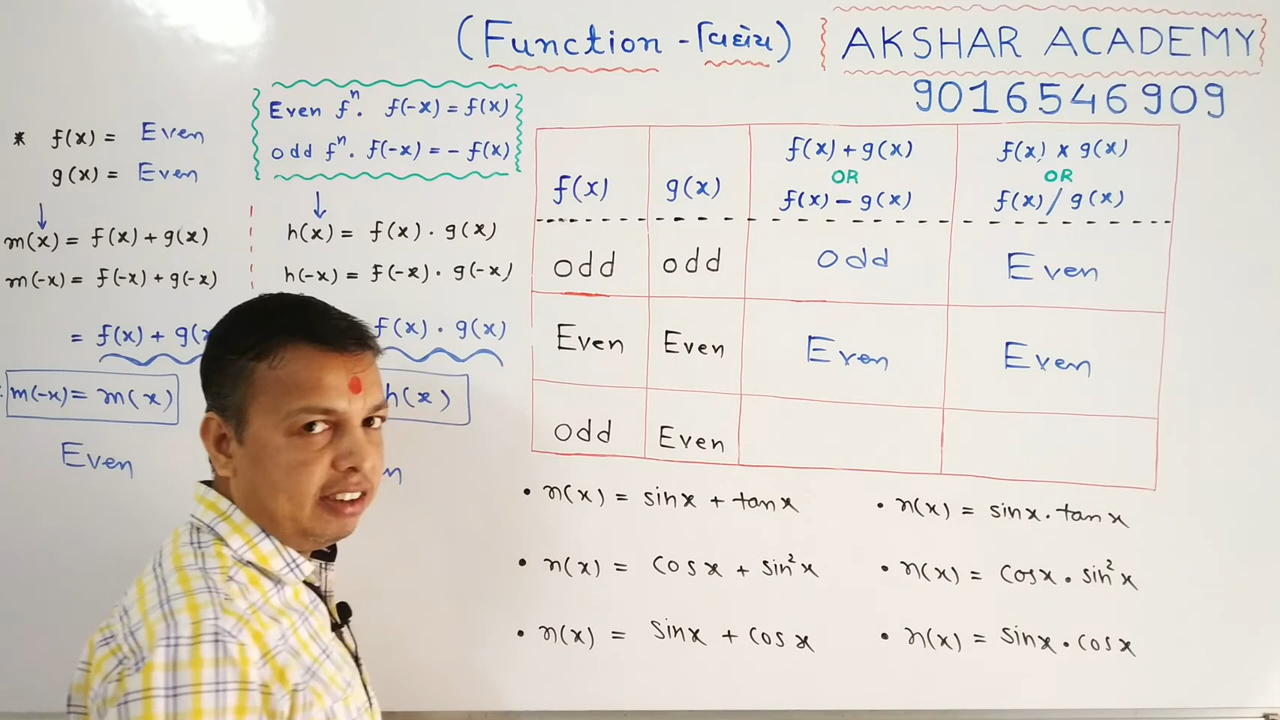 (Function - વિધેય)
AKSHAR ACADEMY
9016546909
Even fⁿ. f(-x) = f(x)
odd fⁿ. f(-x) = - f(x)
* f(x) = Even
g(x) = Even
m(x) = f(x) + g(x)
m(-x) = f(-x) + g(-x)
= f(x) + g(
m(-x) = m(x)
Even
h(x) = f(x) · g(x)
h(-x) = f(-x) · g(-x)
f(x) · g(x)
h(x)
n
f(x) g(x) f(x) + g(x) OR f(x) - g(x) f(x) × g(x) OR f(x) / g(x)
odd odd odd Even
Even Even Even Even
odd Even
• n(x) = sinx + tanx
• n(x) = sinx · tanx
• n(x) = cosx + sin²x
• n(x) = cosx · sin²x
• n(x) = sinx + cosx
• n(x) = sinx · cosx